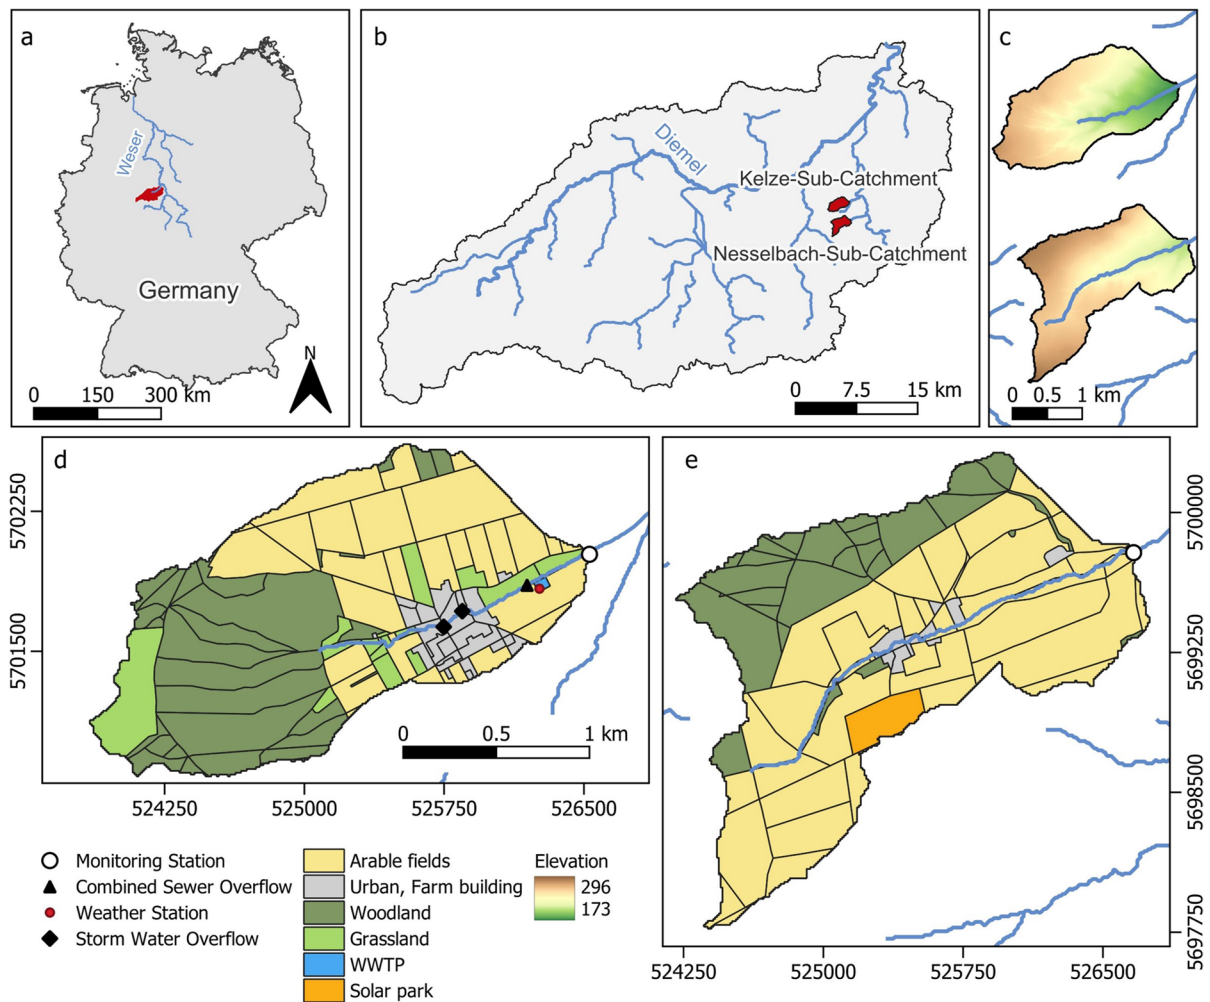 a
Weser
Germany
N
0 150 300 km
b
Diemel
Kelze-Sub-Catchment
Nesselbach-Sub-Catchment
0 7.5 15 km
c
0 0.5 1 km
d
5702250
5701500
0 0.5 1 km
524250 525000 525750 526500
e
5700000
5699250
5698500
5697750
524250 525000 525750 526500
Monitoring Station
Combined Sewer Overflow
Weather Station
Storm Water Overflow
Arable fields
Urban, Farm building
Woodland
Grassland
WWTP
Solar park
Elevation
296
173